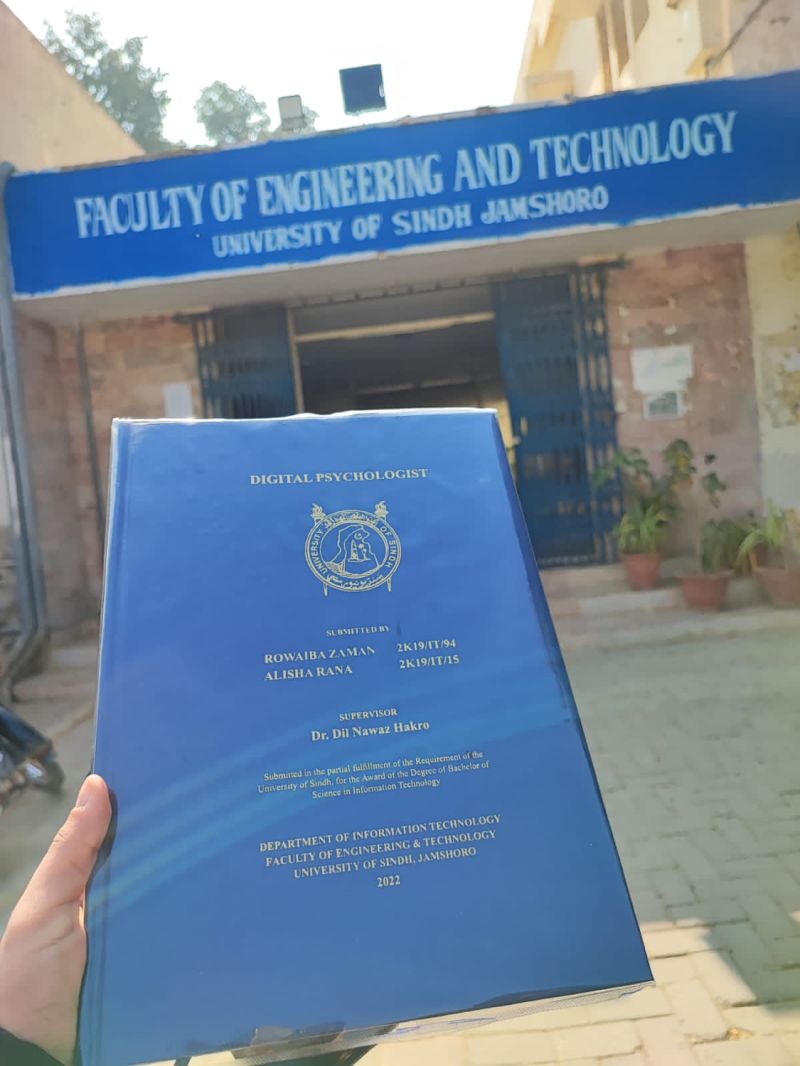 FACULTY OF ENGINEERING AND TECHNOLOGY
UNIVERSITY OF SINDH JAMSHORO
DIGITAL PSYCHOLOGIST
UNIVERSITY OF SINDH
SUBMITTED BY
ROWAIBA ZAMAN 2K19/IT/94
ALISHA RANA 2K19/IT/15
SUPERVISOR
Dr. Dil Nawaz Hakro
Submitted in the partial fulfillment of the Requirement of the
University of Sindh, for the Award of the Degree of Bachelor of
Science in Information Technology
DEPARTMENT OF INFORMATION TECHNOLOGY
FACULTY OF ENGINEERING & TECHNOLOGY
UNIVERSITY OF SINDH, JAMSHORO
2022